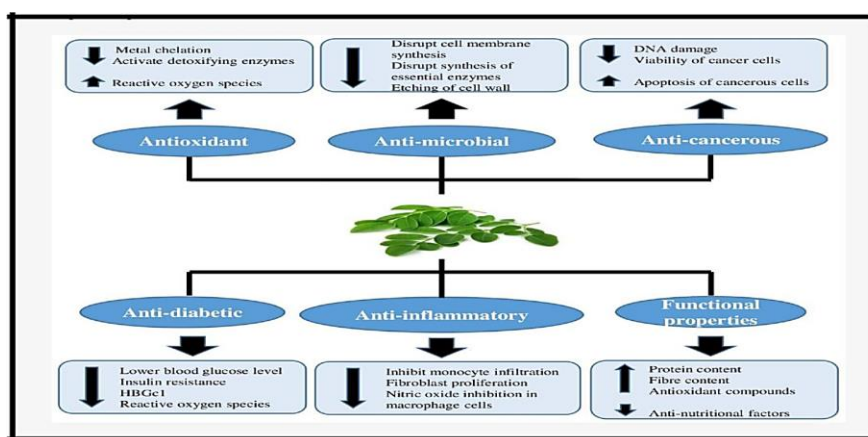 Metal chelation
Activate detoxifying enzymes
Reactive oxygen species
Disrupt cell membrane
synthesis
Disrupt synthesis of
essential enzymes
Etching of cell wall
DNA damage
Viability of cancer cells
Apoptosis of cancerous cells
Antioxidant
Anti-microbial
Anti-cancerous
Anti-diabetic
Anti-inflammatory
Functional
properties
Lower blood glucose level
Insulin resistance
HBGc1
Reactive oxygen species
Inhibit monocyte infiltration
Fibroblast proliferation
Nitric oxide inhibition in
macrophage cells
Protein content
Fibre content
Antioxidant compounds
Anti-nutritional factors